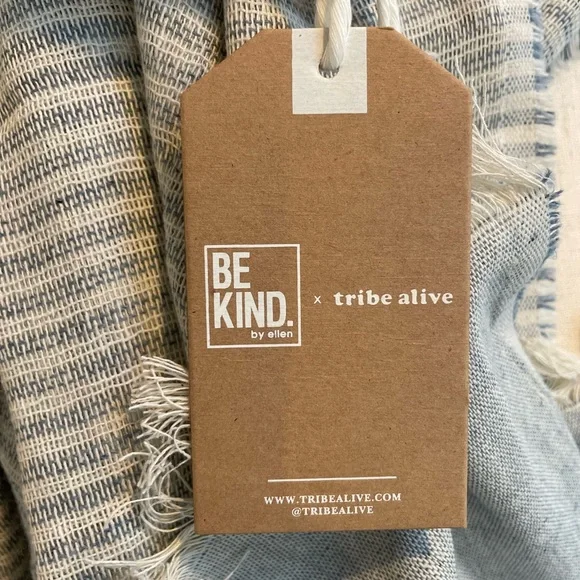 BE
KIND.
by ellen
x tribe alive
WWW.TRIBEALIVE.COM
@TRIBEALIVE